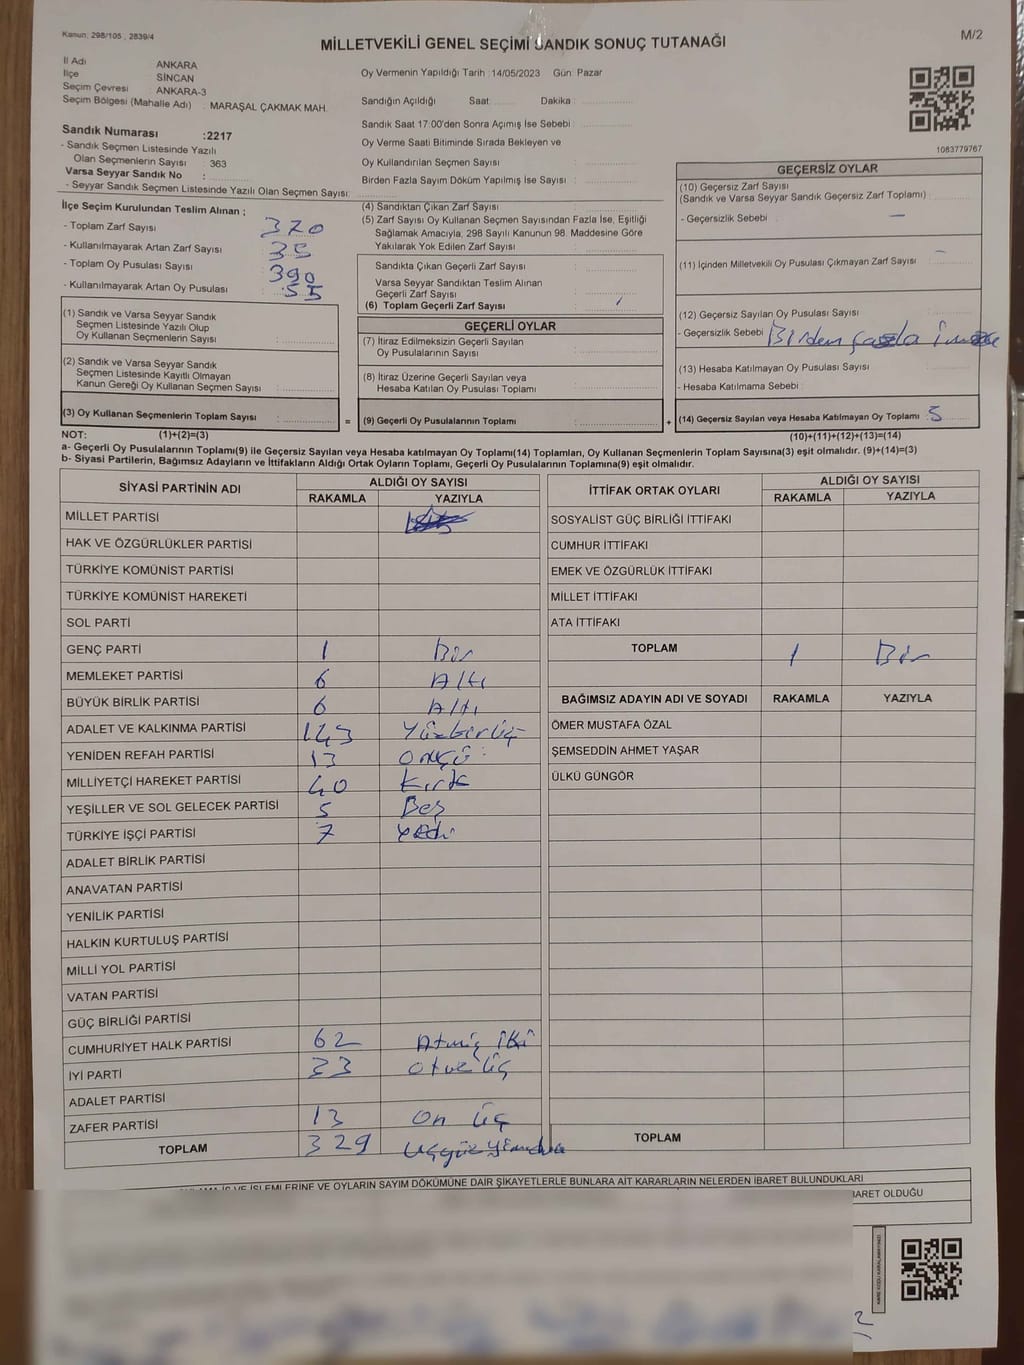 Kanun: 298/105 , 2839/4
MİLLETVEKİLİ GENEL SEÇİMİ SANDIK SONUÇ TUTANAĞI
M/2
İl Adı ANKARA
İlçe SİNCAN
Seçim Çevresi ANKARA-3
Seçim Bölgesi (Mahalle Adı) : MARAŞAL ÇAKMAK MAH.
Sandık Numarası :2217
- Sandık Seçmen Listesinde Yazılı
Olan Seçmenlerin Sayısı : 363
Varsa Seyyar Sandık No :
- Seyyar Sandık Seçmen Listesinde Yazılı Olan Seçmen Sayısı:
İlçe Seçim Kurulundan Teslim Alınan ;
- Toplam Zarf Sayısı : 370
- Kullanılmayarak Artan Zarf Sayısı : 35
- Toplam Oy Pusulası Sayısı : 390
- Kullanılmayarak Artan Oy Pusulası : 55
(1) Sandık ve Varsa Seyyar Sandık
Seçmen Listesinde Yazılı Olup
Oy Kullanan Seçmenlerin Sayısı :
(2) Sandık ve Varsa Seyyar Sandık
Seçmen Listesinde Kayıtlı Olmayan
Kanun Gereği Oy Kullanan Seçmen Sayısı :
(3) Oy Kullanan Seçmenlerin Toplam Sayısı :
Oy Vermenin Yapıldığı Tarih :14/05/2023 Gün: Pazar
Sandığın Açıldığı Saat: Dakika :
Sandık Saat 17:00'den Sonra Açımış İse Sebebi :
Oy Verme Saati Bitiminde Sırada Bekleyen ve
Oy Kullandırılan Seçmen Sayısı :
Birden Fazla Sayım Döküm Yapılmış İse Sayısı :
(4) Sandıktan Çıkan Zarf Sayısı :
(5) Zarf Sayısı Oy Kullanan Seçmen Sayısından Fazla İse, Eşitliği
Sağlamak Amacıyla, 298 Sayılı Kanunun 98. Maddesine Göre
Yakılarak Yok Edilen Zarf Sayısı :
Sandıkta Çıkan Geçerli Zarf Sayısı :
Varsa Seyyar Sandıktan Teslim Alınan
Geçerli Zarf Sayısı :
(6) Toplam Geçerli Zarf Sayısı :
GEÇERLİ OYLAR
(7) İtiraz Edilmeksizin Geçerli Sayılan
Oy Pusulalarının Sayısı :
(8) İtiraz Üzerine Geçerli Sayılan veya
Hesaba Katılan Oy Pusulası Toplamı :
= (9) Geçerli Oy Pusulalarının Toplamı :
1083779767
GEÇERSİZ OYLAR
(10) Geçersiz Zarf Sayısı
(Sandık ve Varsa Seyyar Sandık Geçersiz Zarf Toplamı) :
- Geçersizlik Sebebi : —
(11) İçinden Milletvekili Oy Pusulası Çıkmayan Zarf Sayısı : –
(12) Geçersiz Sayılan Oy Pusulası Sayısı :
- Geçersizlik Sebebi : Birden fazla
(13) Hesaba Katılmayan Oy Pusulası Sayısı :
- Hesaba Katılmama Sebebi :
+ (14) Geçersiz Sayılan veya Hesaba Katılmayan Oy Toplamı : 5
NOT: (1)+(2)=(3)
(10)+(11)+(12)+(13)=(14)
a- Geçerli Oy Pusulalarının Toplamı(9) ile Geçersiz Sayılan veya Hesaba katılmayan Oy Toplamı(14) Toplamları, Oy Kullanan Seçmenlerin Toplam Sayısına(3) eşit olmalıdır. (9)+(14)=(3)
b- Siyasi Partilerin, Bağımsız Adayların ve İttifakların Aldığı Ortak Oyların Toplamı, Geçerli Oy Pusulalarının Toplamına(9) eşit olmalıdır.
SİYASİ PARTİNİN ADI ALDIĞI OY SAYISI
RAKAMLA YAZIYLA
MİLLET PARTİSİ
HAK VE ÖZGÜRLÜKLER PARTİSİ
TÜRKİYE KOMÜNİST PARTİSİ
TÜRKİYE KOMÜNİST HAREKETİ
SOL PARTİ
GENÇ PARTİ 1 Bir
MEMLEKET PARTİSİ 6 Altı
BÜYÜK BİRLİK PARTİSİ 6 Altı
ADALET VE KALKINMA PARTİSİ 143
YENİDEN REFAH PARTİSİ 13 Onüç
MİLLİYETÇİ HAREKET PARTİSİ 40 Kırk
YEŞİLLER VE SOL GELECEK PARTİSİ 5 Beş
TÜRKİYE İŞÇİ PARTİSİ 7 Yedi
ADALET BİRLİK PARTİSİ
ANAVATAN PARTİSİ
YENİLİK PARTİSİ
HALKIN KURTULUŞ PARTİSİ
MİLLİ YOL PARTİSİ
VATAN PARTİSİ
GÜÇ BİRLİĞİ PARTİSİ
CUMHURİYET HALK PARTİSİ 62 Atmış iki
İYİ PARTİ 33
ADALET PARTİSİ
ZAFER PARTİSİ 13 On üç
TOPLAM 329
İTTİFAK ORTAK OYLARI ALDIĞI OY SAYISI
RAKAMLA YAZIYLA
SOSYALİST GÜÇ BİRLİĞİ İTTİFAKI
CUMHUR İTTİFAKI
EMEK VE ÖZGÜRLÜK İTTİFAKI
MİLLET İTTİFAKI
ATA İTTİFAKI
TOPLAM 1 Bir
BAĞIMSIZ ADAYIN ADI VE SOYADI RAKAMLA YAZIYLA
ÖMER MUSTAFA ÖZAL
ŞEMSEDDİN AHMET YAŞAR
ÜLKÜ GÜNGÖR
TOPLAM
İŞLEMLERİNE VE OYLARIN SAYIM DÖKÜMÜNE DAİR ŞİKAYETLERLE BUNLARA AİT KARARLARIN NELERDEN İBARET BULUNDUKLARI
İBARET OLDUĞU